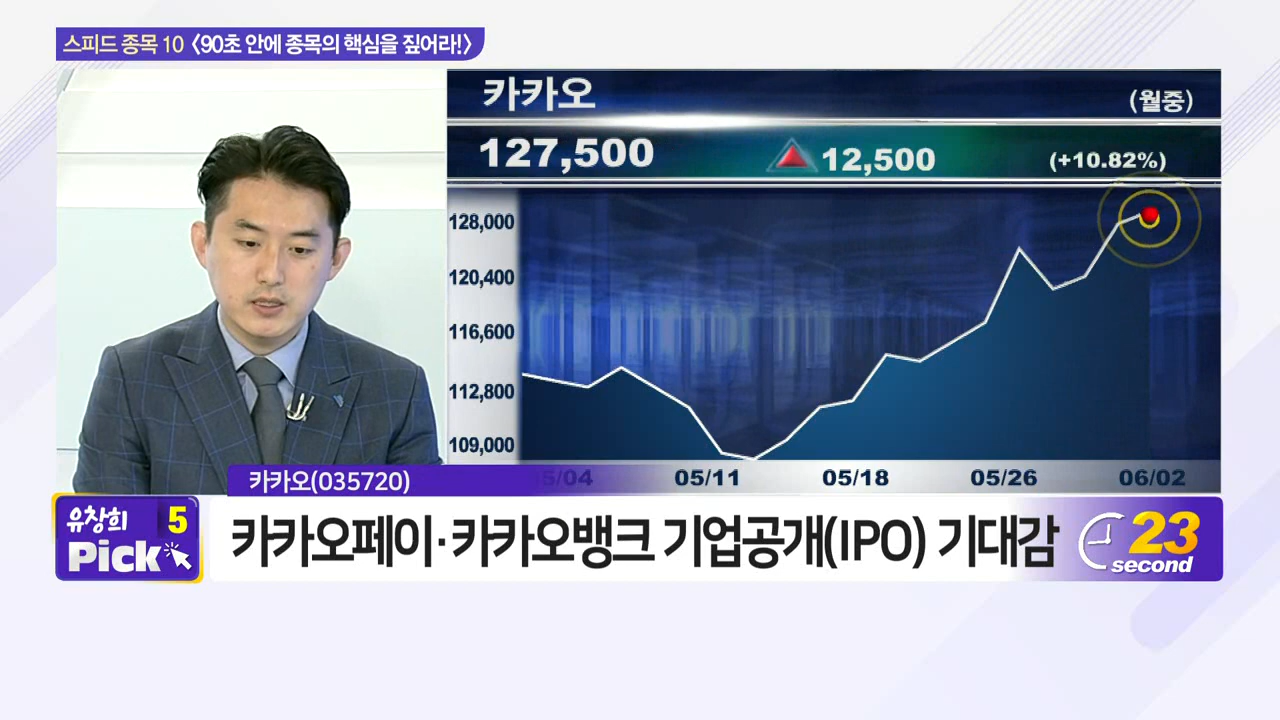 스피드 종목 10 〈90초 안에 종목의 핵심을 짚어라!〉
카카오
(월중)
127,500 ▲ 12,500 (+10.82%)
128,000
120,400
116,600
112,800
109,000
05/04 05/11 05/18 05/26 06/02
카카오(035720)
유창희 5
Pick
카카오페이·카카오뱅크 기업공개(IPO) 기대감
23
second